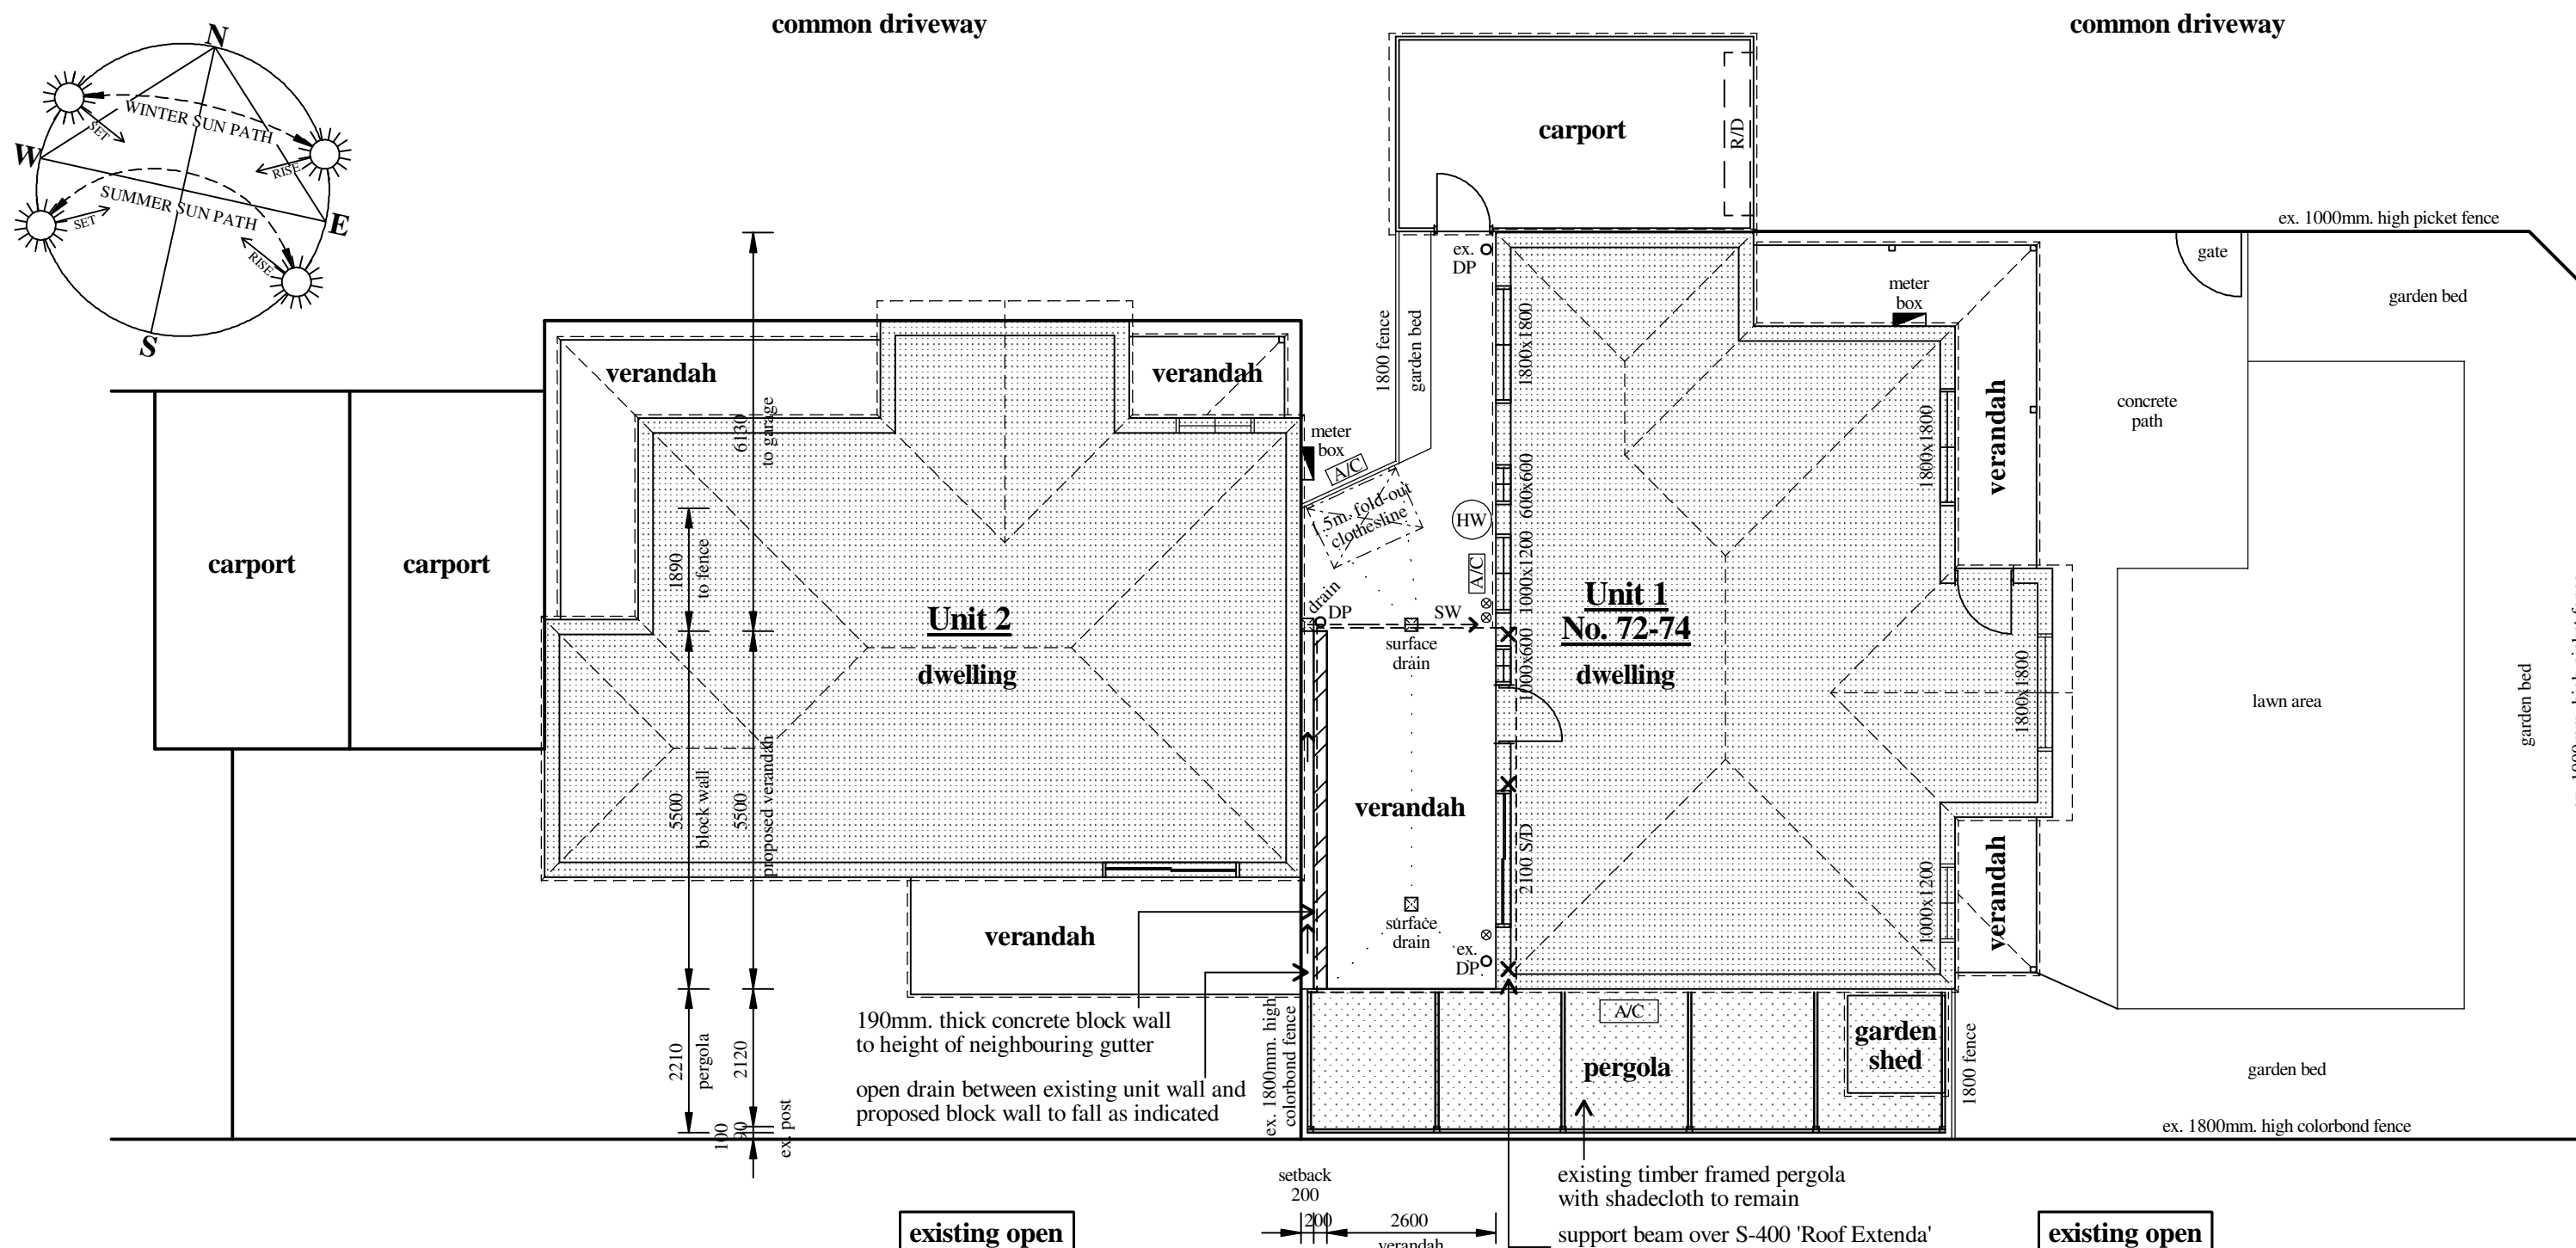 common driveway
common driveway
N
W
E
S
WINTER SUN PATH
SUMMER SUN PATH
SET
RISE
SET
RISE
carport
R/D
ex. 1000mm. high picket fence
gate
garden bed
ex.
DP
meter
box
1800 fence
garden bed
1800x1800
verandah
verandah
6130
to garage
meter
box
A/C
1.5m. fold-out
clothesline
600x600
HW
1000x1200
A/C
1800x1800
verandah
concrete
path
carport
carport
1890
to fence
Unit 2
dwelling
drain
DP
SW
surface
drain
1000x600
Unit 1
No. 72-74
dwelling
1800x1800
lawn area
garden bed
5500
block wall
5500
proposed verandah
verandah
2100 S/D
surface
drain
ex.
DP
1000x1200
verandah
verandah
190mm. thick concrete block wall
to height of neighbouring gutter
open drain between existing unit wall and
proposed block wall to fall as indicated
ex. 1800mm. high
colorbond fence
2210
pergola
2120
100
90
ex. post
A/C
pergola
garden
shed
1800 fence
garden bed
ex. 1800mm. high colorbond fence
setback
200
200
2600
verandah
existing timber framed pergola
with shadecloth to remain
support beam over S-400 'Roof Extenda'
existing open
existing open